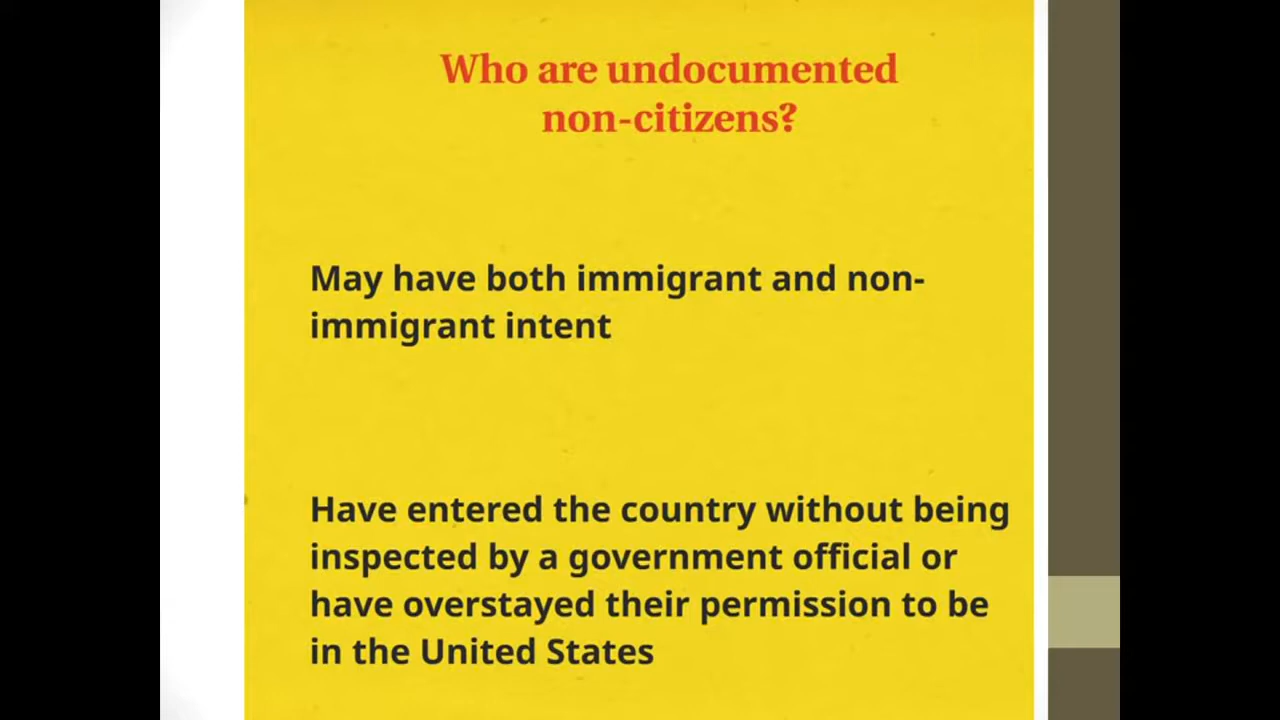 Who are undocumented
non-citizens?
May have both immigrant and non-
immigrant intent
Have entered the country without being
inspected by a government official or
have overstayed their permission to be
in the United States